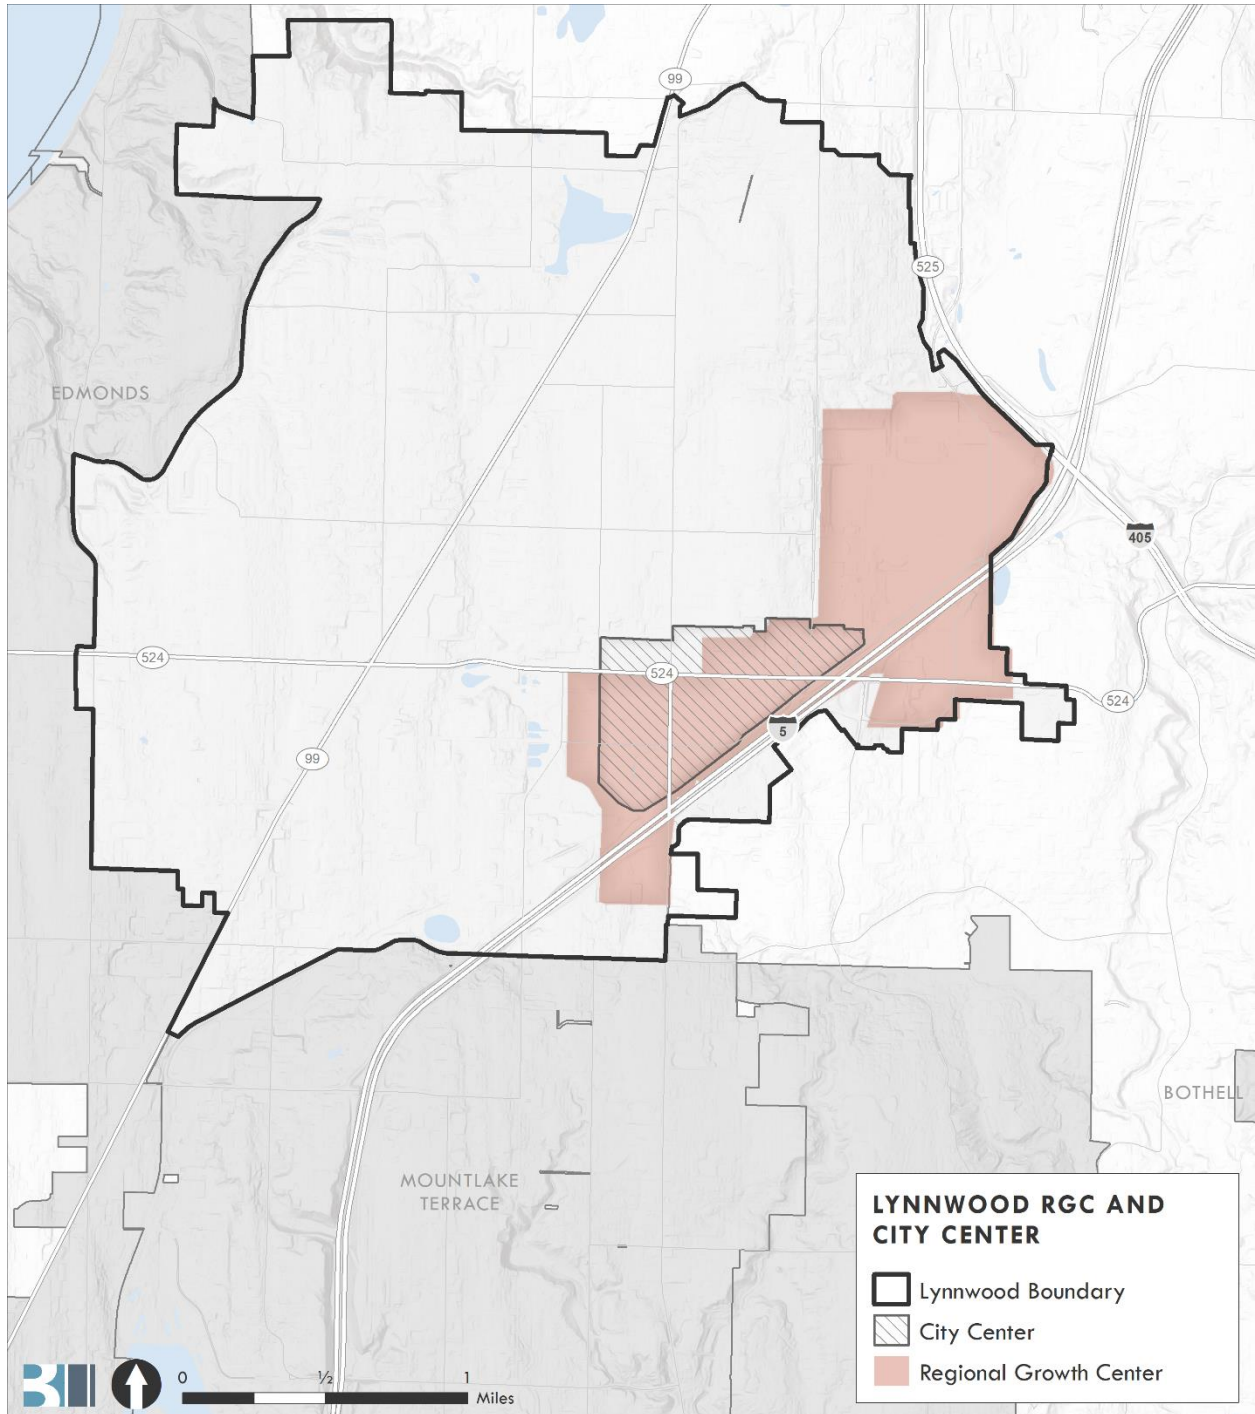 99
525
EDMONDS
405
524
524
524
5
99
BOTHELL
MOUNTLAKE
TERRACE
LYNNWOOD RGC AND
CITY CENTER
Lynnwood Boundary
City Center
Regional Growth Center
0 ½ 1
Miles